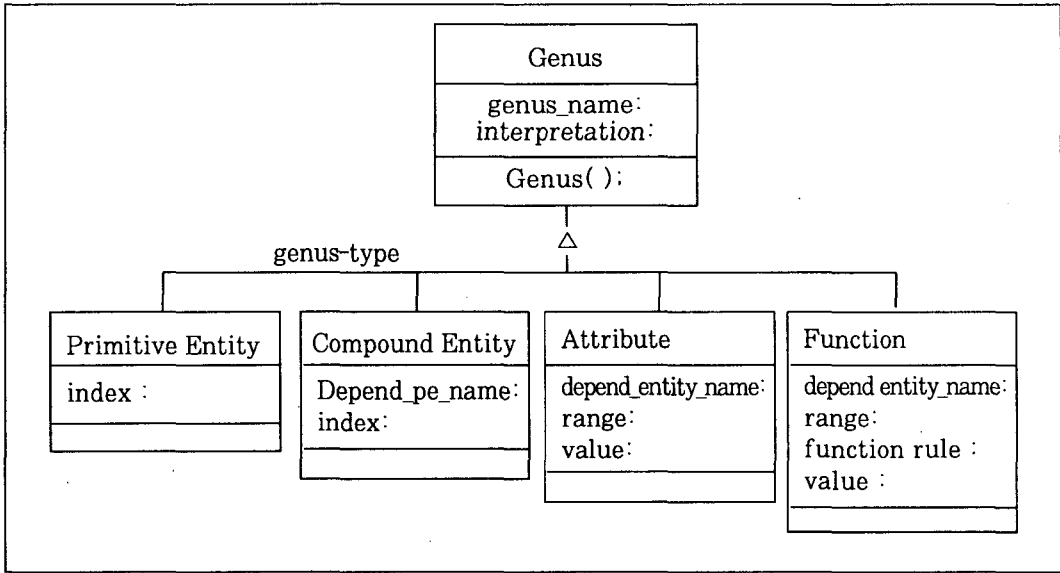 Genus
genus_name:
interpretation:
Genus( );
genus-type
Primitive Entity
index :
Compound Entity
Depend_pe_name:
index:
Attribute
depend_entity_name:
range:
value:
Function
depend entity_name:
range:
function rule :
value :